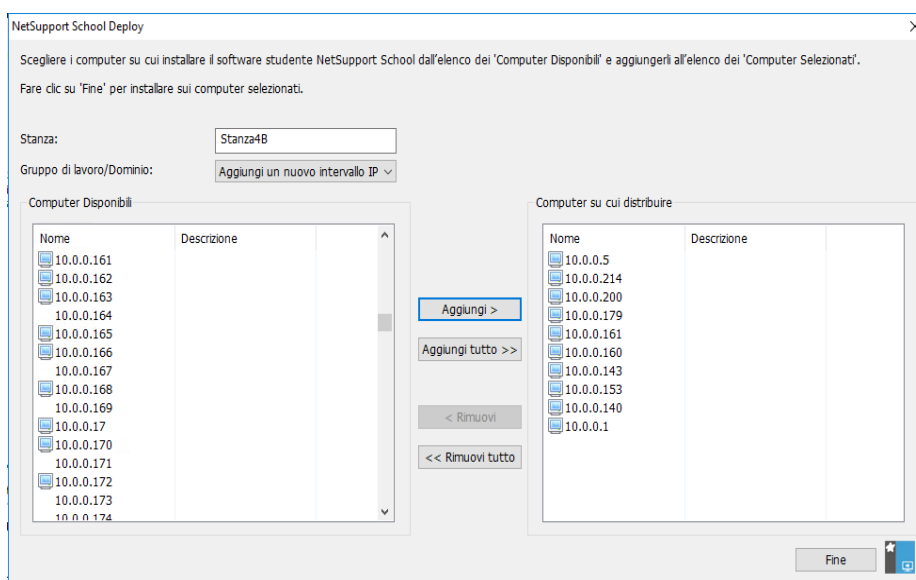 NetSupport School Deploy
Scegliere i computer su cui installare il software studente NetSupport School dall'elenco dei 'Computer Disponibili' e aggiungerli all'elenco dei 'Computer Selezionati'.
Fare clic su 'Fine' per installare sui computer selezionati.
Stanza:
Stanza4B
Gruppo di lavoro/Dominio:
Aggiungi un nuovo intervallo IP
Computer Disponibili
Nome Descrizione
10.0.0.161
10.0.0.162
10.0.0.163
10.0.0.164
10.0.0.165
10.0.0.166
10.0.0.167
10.0.0.168
10.0.0.169
10.0.0.17
10.0.0.170
10.0.0.171
10.0.0.172
10.0.0.173
10.0.0.174
Aggiungi >
Aggiungi tutto >>
< Rimuovi
<< Rimuovi tutto
Computer su cui distribuire
Nome Descrizione
10.0.0.5
10.0.0.214
10.0.0.200
10.0.0.179
10.0.0.161
10.0.0.160
10.0.0.143
10.0.0.153
10.0.0.140
10.0.0.1
Fine